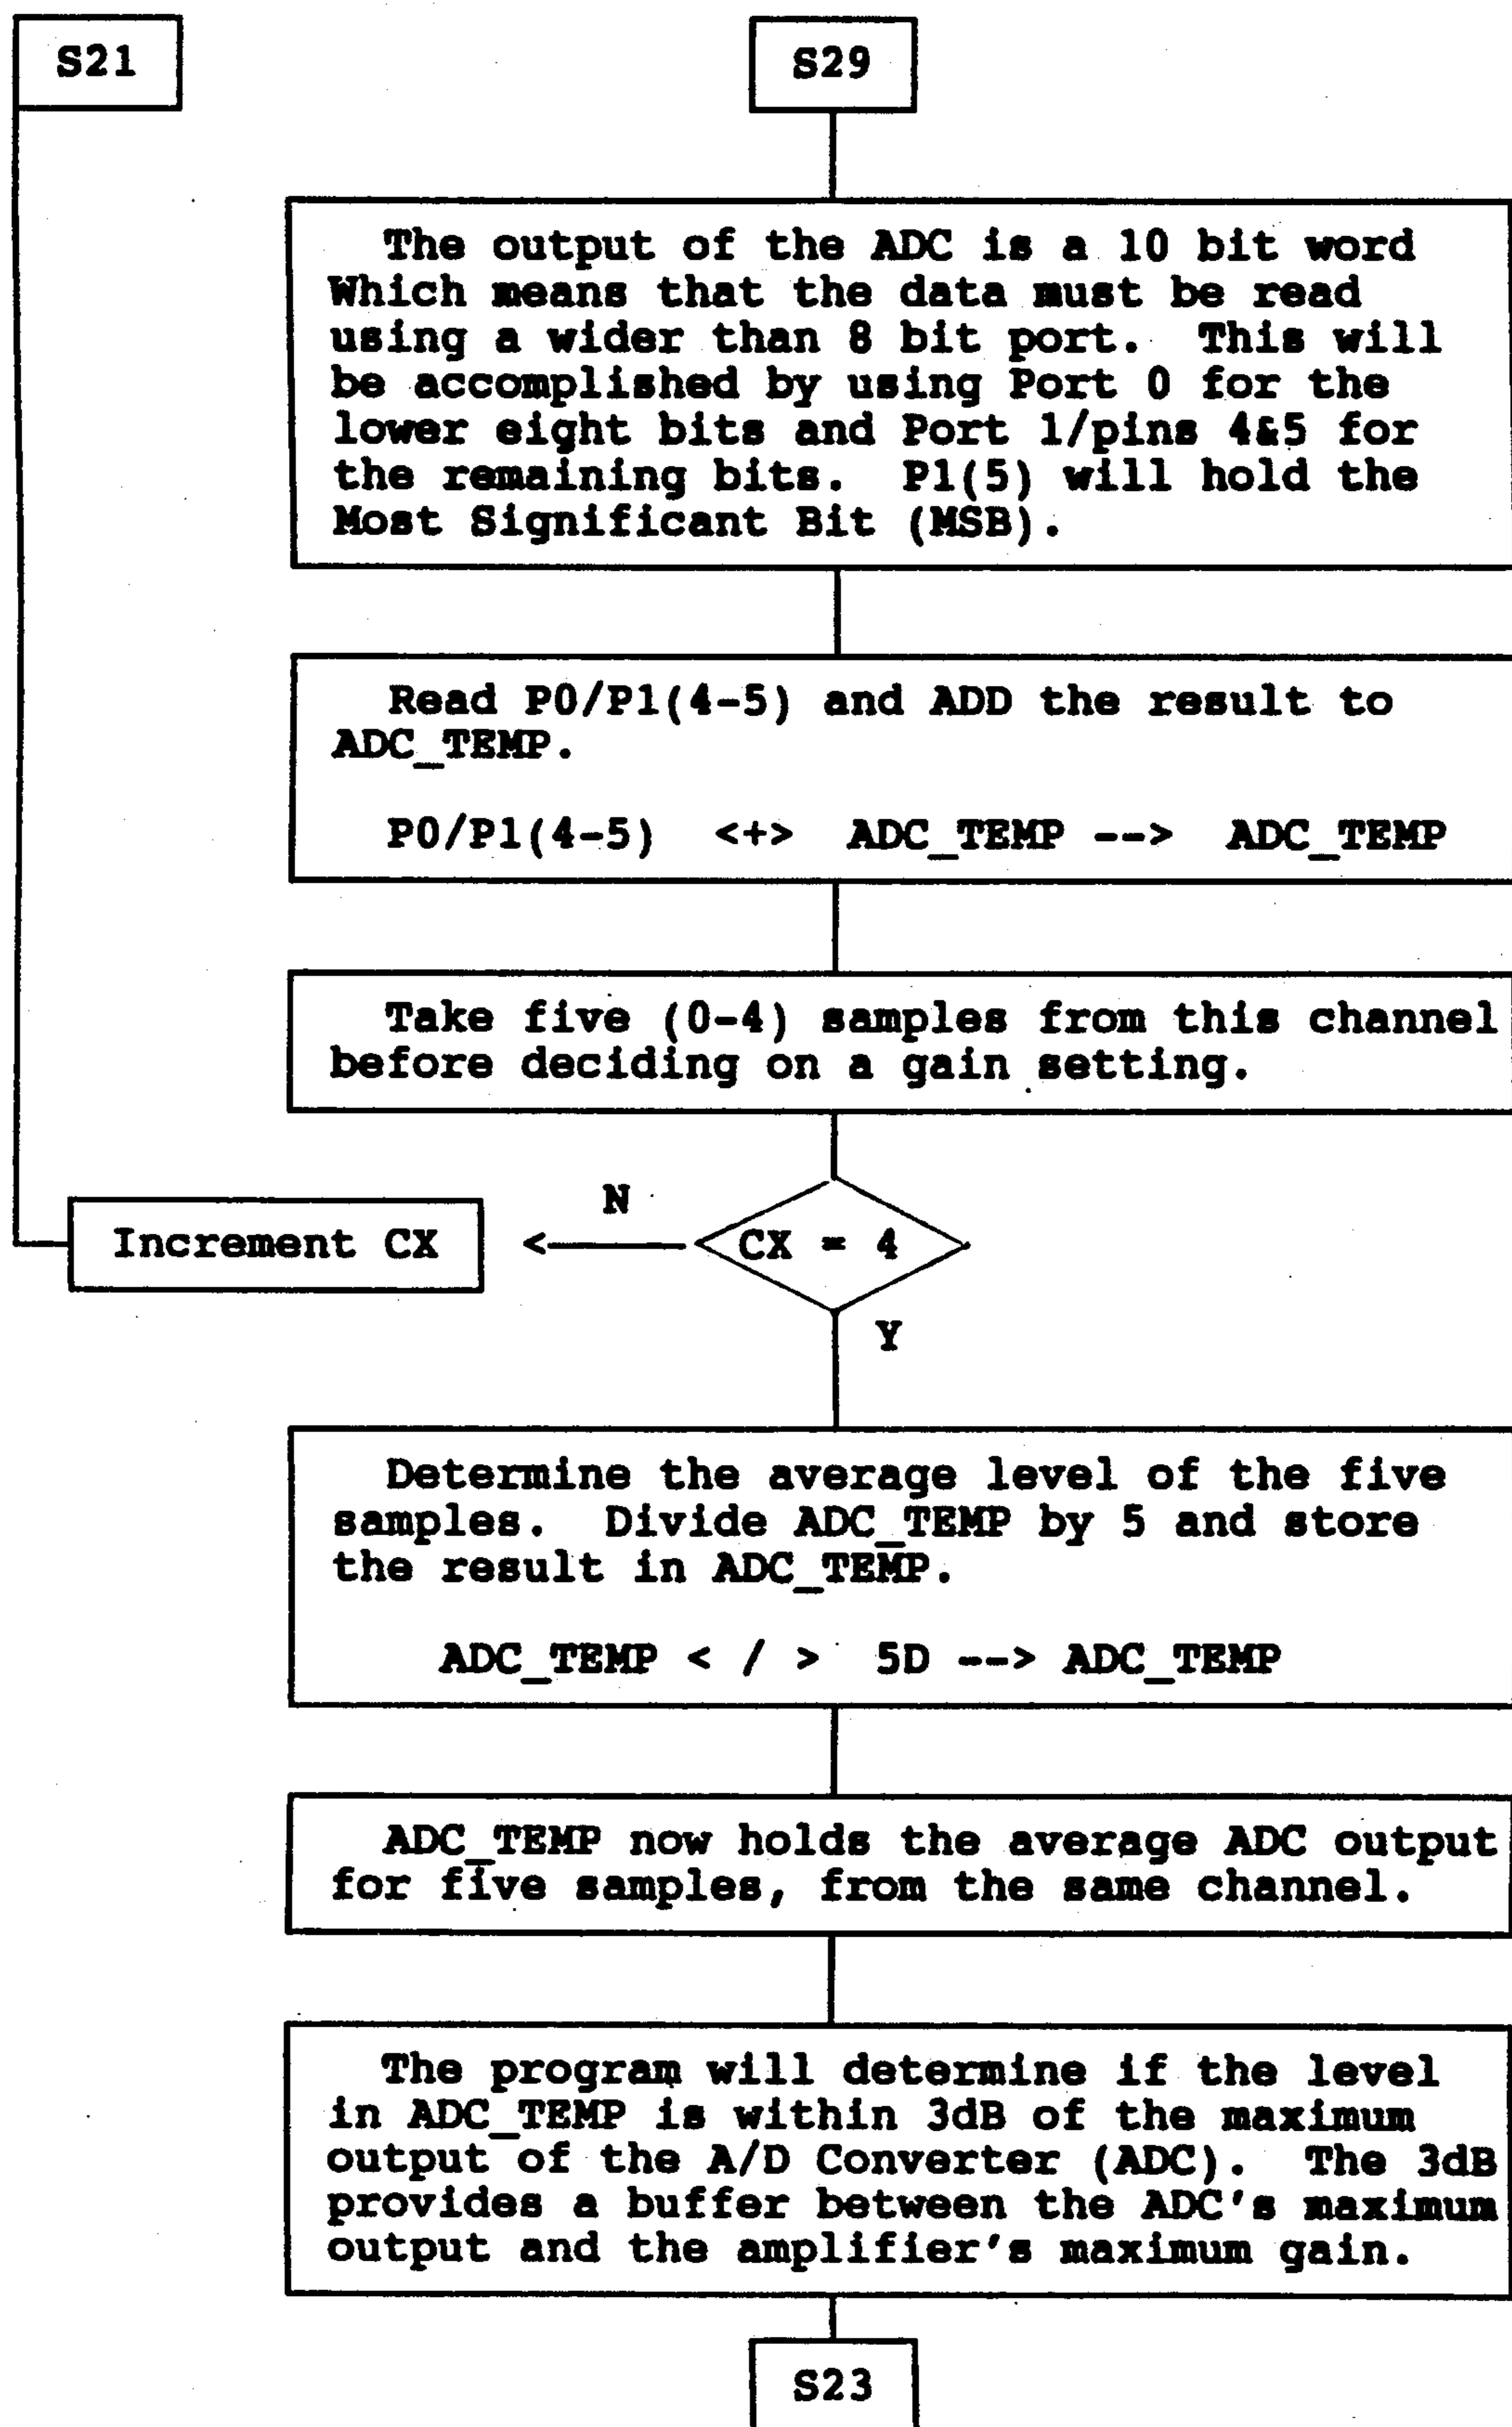 S21
S29
The output of the ADC is a 10 bit word
Which means that the data must be read
using a wider than 8 bit port. This will
be accomplished by using Port 0 for the
lower eight bits and Port 1/pins 4&5 for
the remaining bits. P1(5) will hold the
Most Significant Bit (MSB).
Read P0/P1(4-5) and ADD the result to
ADC_TEMP.
P0/P1(4-5) <+> ADC_TEMP --> ADC_TEMP
Take five (0-4) samples from this channel
before deciding on a gain setting.
N
Increment CX
<
CX = 4
Y
Determine the average level of the five
samples. Divide ADC_TEMP by 5 and store
the result in ADC_TEMP.
ADC_TEMP < / > 5D --> ADC_TEMP
ADC_TEMP now holds the average ADC output
for five samples, from the same channel.
The program will determine if the level
in ADC_TEMP is within 3dB of the maximum
output of the A/D Converter (ADC). The 3dB
provides a buffer between the ADC's maximum
output and the amplifier's maximum gain.
S23